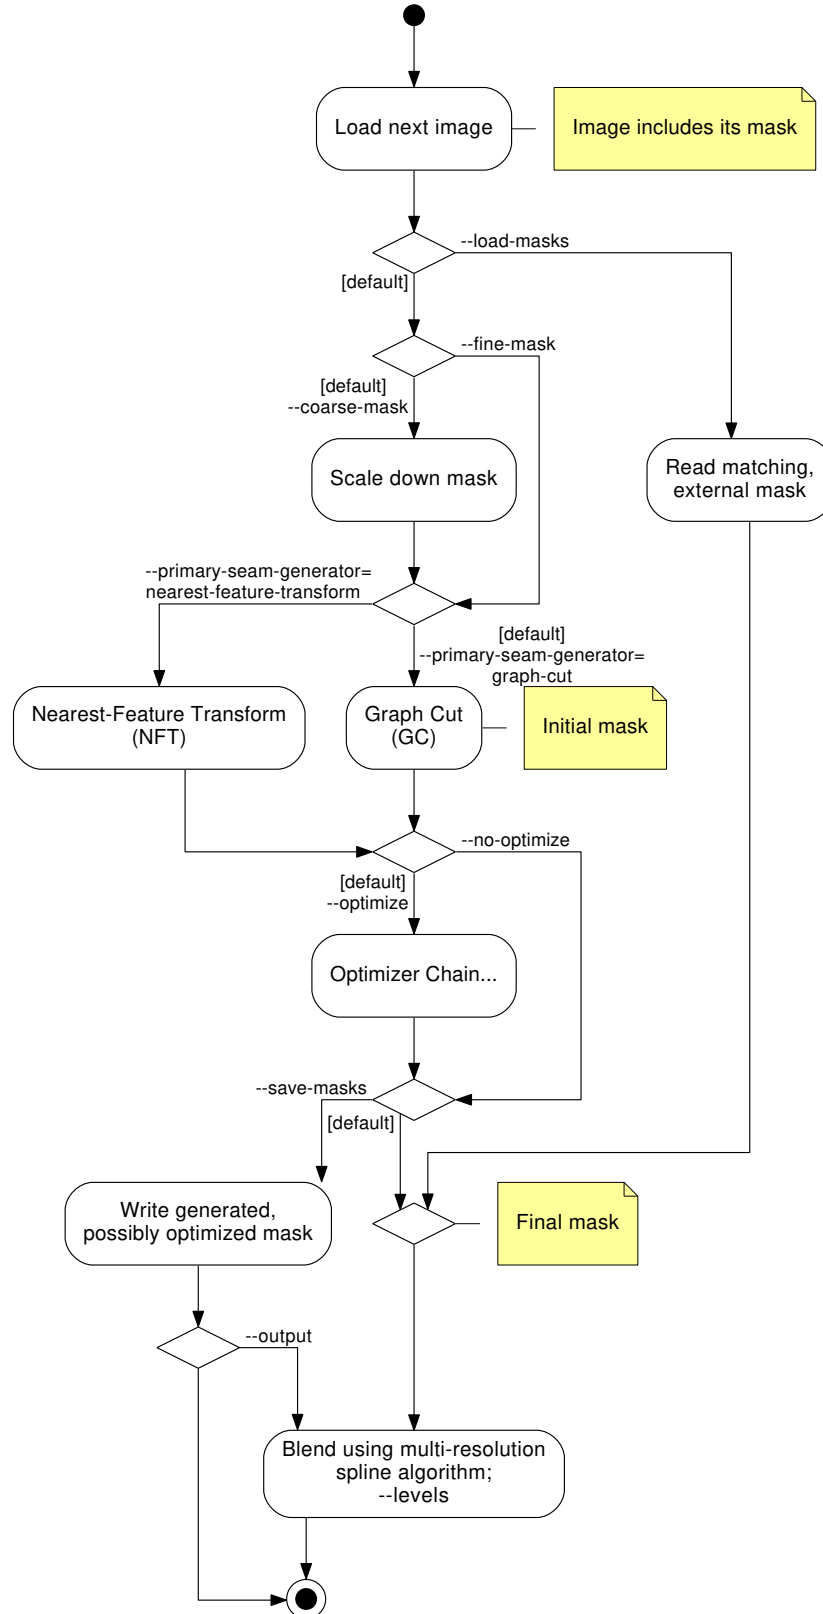 Load next image
Image includes its mask
--load-masks
[default]
--fine-mask
[default]
--coarse-mask
Scale down mask
Read matching,
external mask
--primary-seam-generator=
nearest-feature-transform
[default]
--primary-seam-generator=
graph-cut
Nearest-Feature Transform
(NFT)
Graph Cut
(GC)
Initial mask
--no-optimize
[default]
--optimize
Optimizer Chain...
--save-masks
[default]
Write generated,
possibly optimized mask
Final mask
--output
Blend using multi-resolution
spline algorithm;
--levels